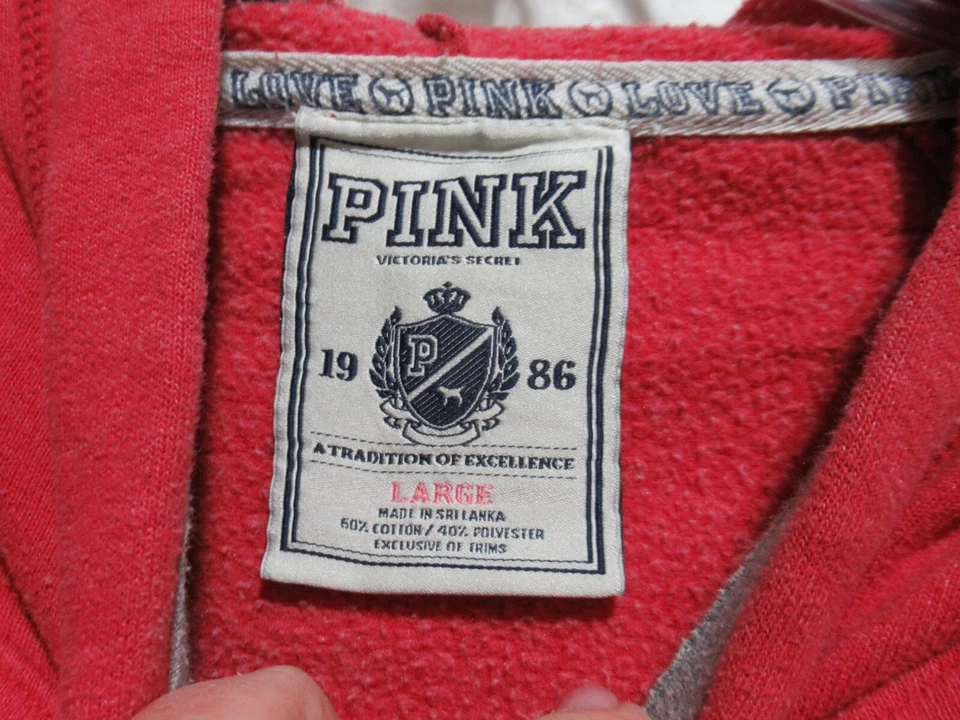 LOVE PINK LOVE PINK
PINK
VICTORIA'S SECRET
P
19 86
A TRADITION OF EXCELLENCE
LARGE
MADE IN SRI LANKA
60% COTTON / 40% POLYESTER
EXCLUSIVE OF TRIMS